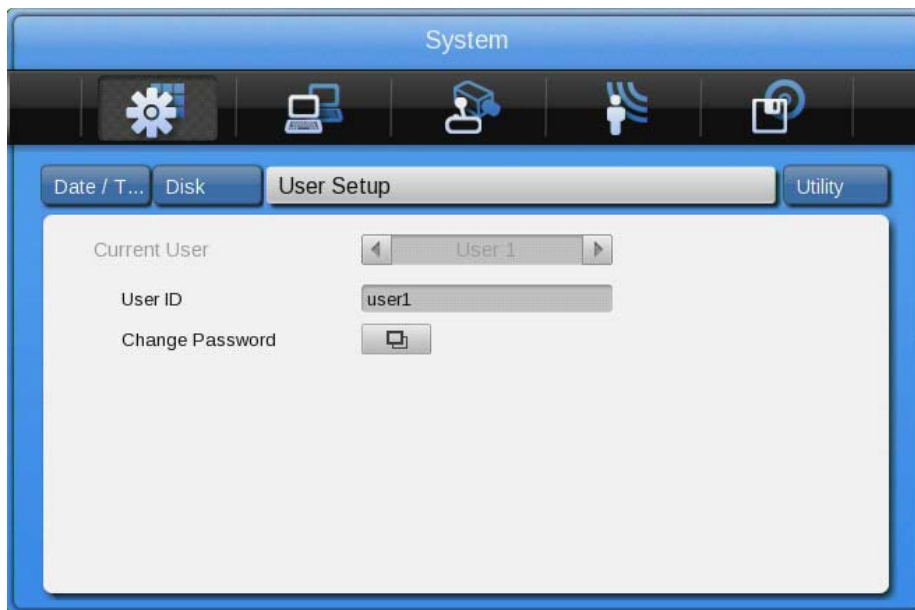 System
Date / T... Disk User Setup Utility
Current User User 1
User ID user1
Change Password